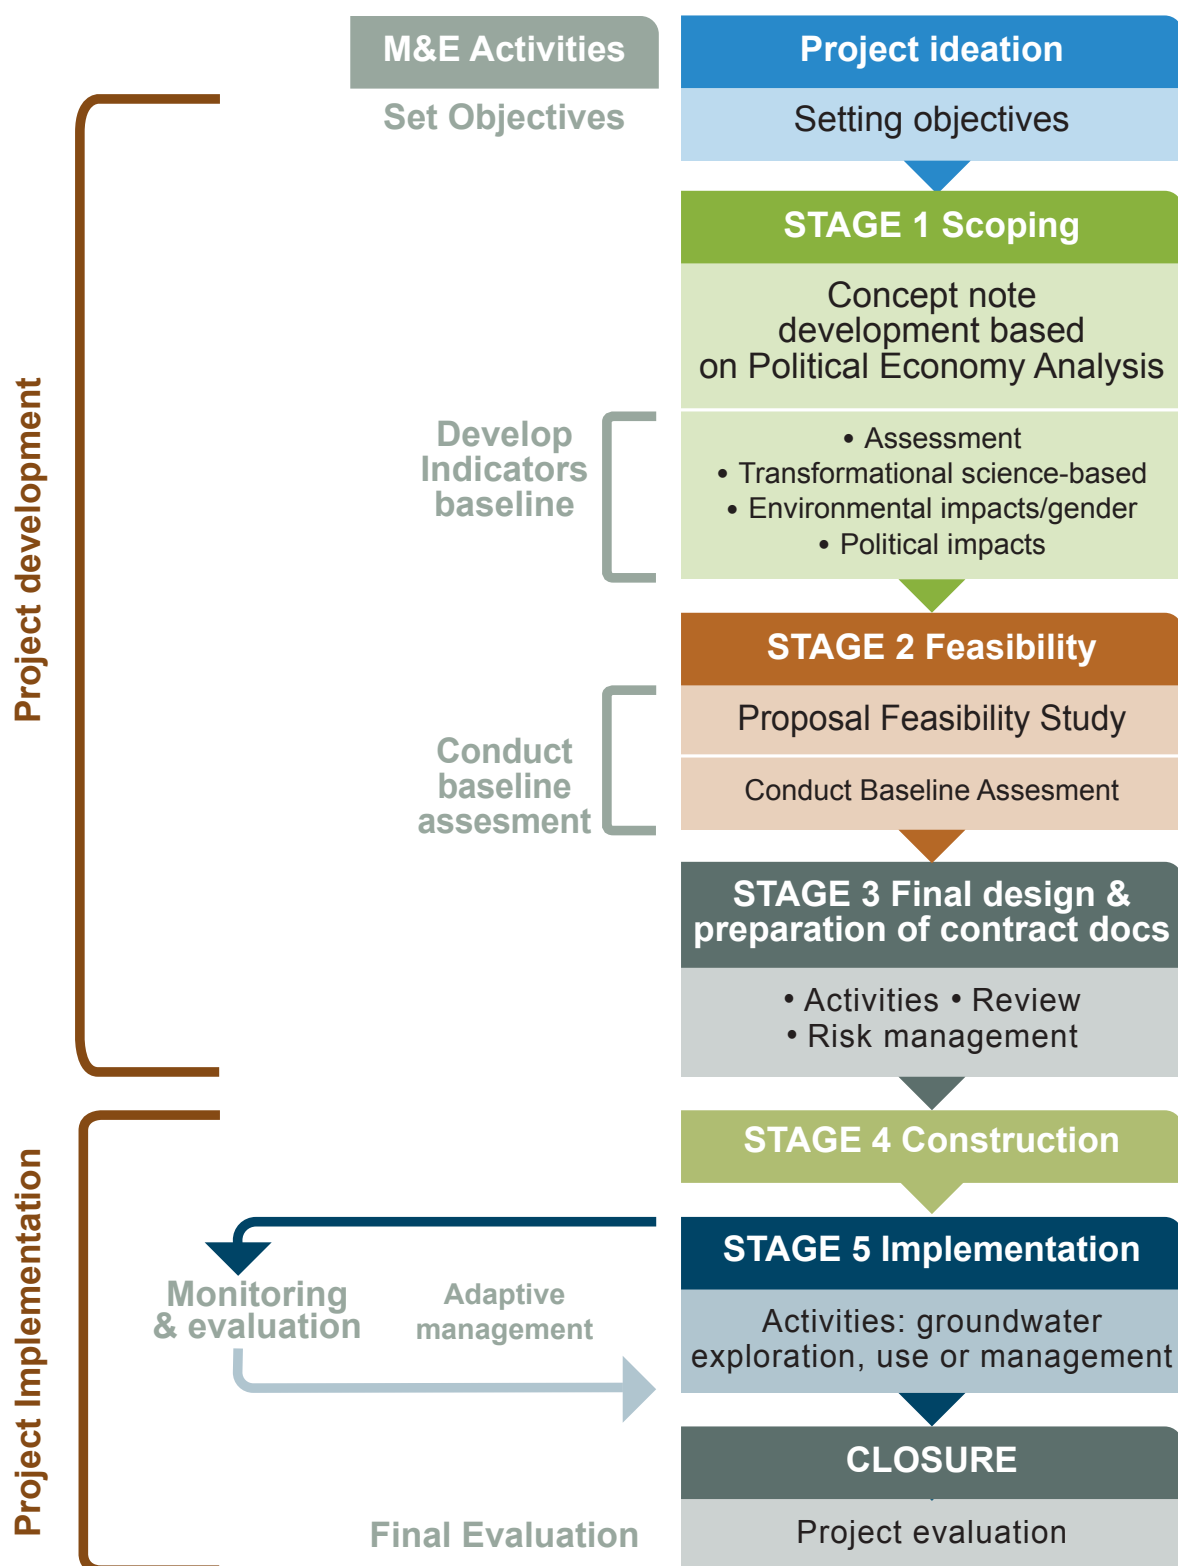 M&E Activities
Project ideation
Set Objectives
Setting objectives
Project development
STAGE 1 Scoping
Concept note
development based
on Political Economy Analysis
Develop
Indicators
baseline
• Assessment
• Transformational science-based
• Environmental impacts/gender
• Political impacts
STAGE 2 Feasibility
Proposal Feasibility Study
Conduct
baseline
assesment
Conduct Baseline Assesment
STAGE 3 Final design &
preparation of contract docs
• Activities • Review
• Risk management
Project Implementation
STAGE 4 Construction
STAGE 5 Implementation
Monitoring
& evaluation
Adaptive
management
Activities: groundwater
exploration, use or management
CLOSURE
Final Evaluation
Project evaluation